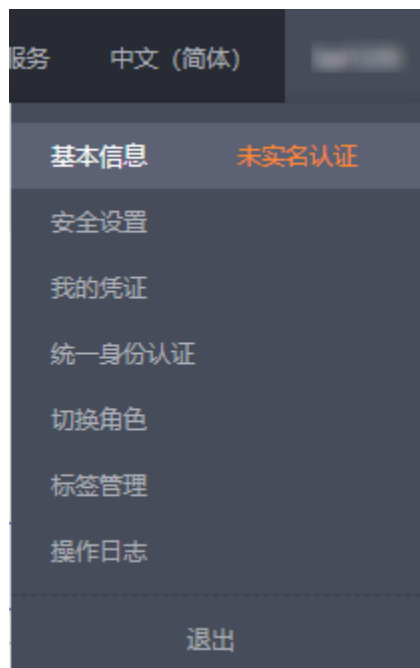 服务 中文 (简体)
基本信息 未实名认证
安全设置
我的凭证
统一身份认证
切换角色
标签管理
操作日志
退出